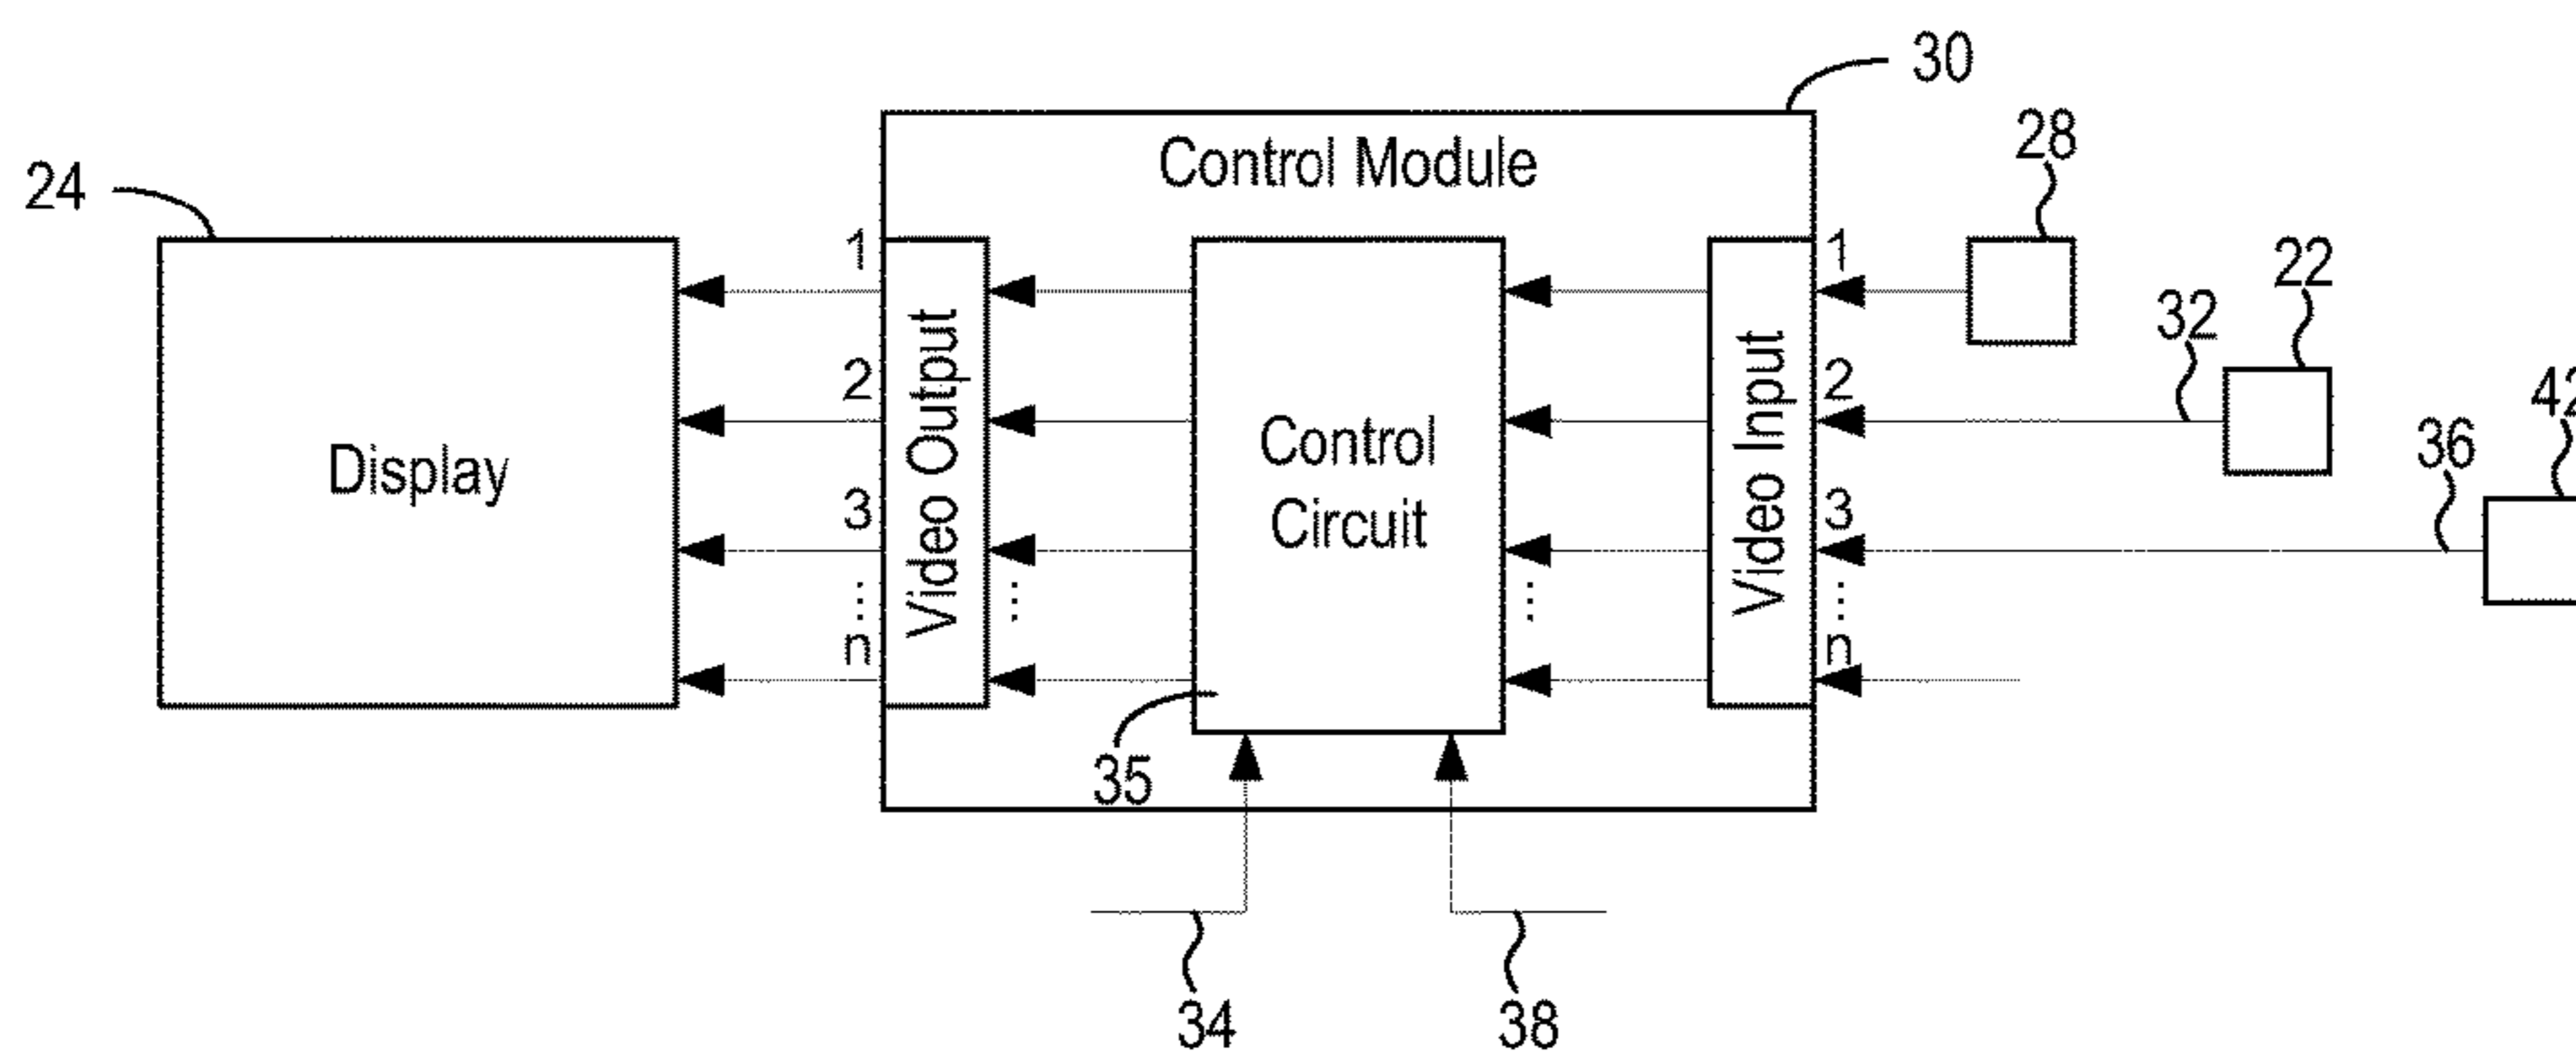 30
Control Module
28
24
22
32
42
36
1
2
3
⋮
n
Display
Video Output
⋮
Control
Circuit
⋮
Video Input
1
2
3
⋮
n
35
34
38